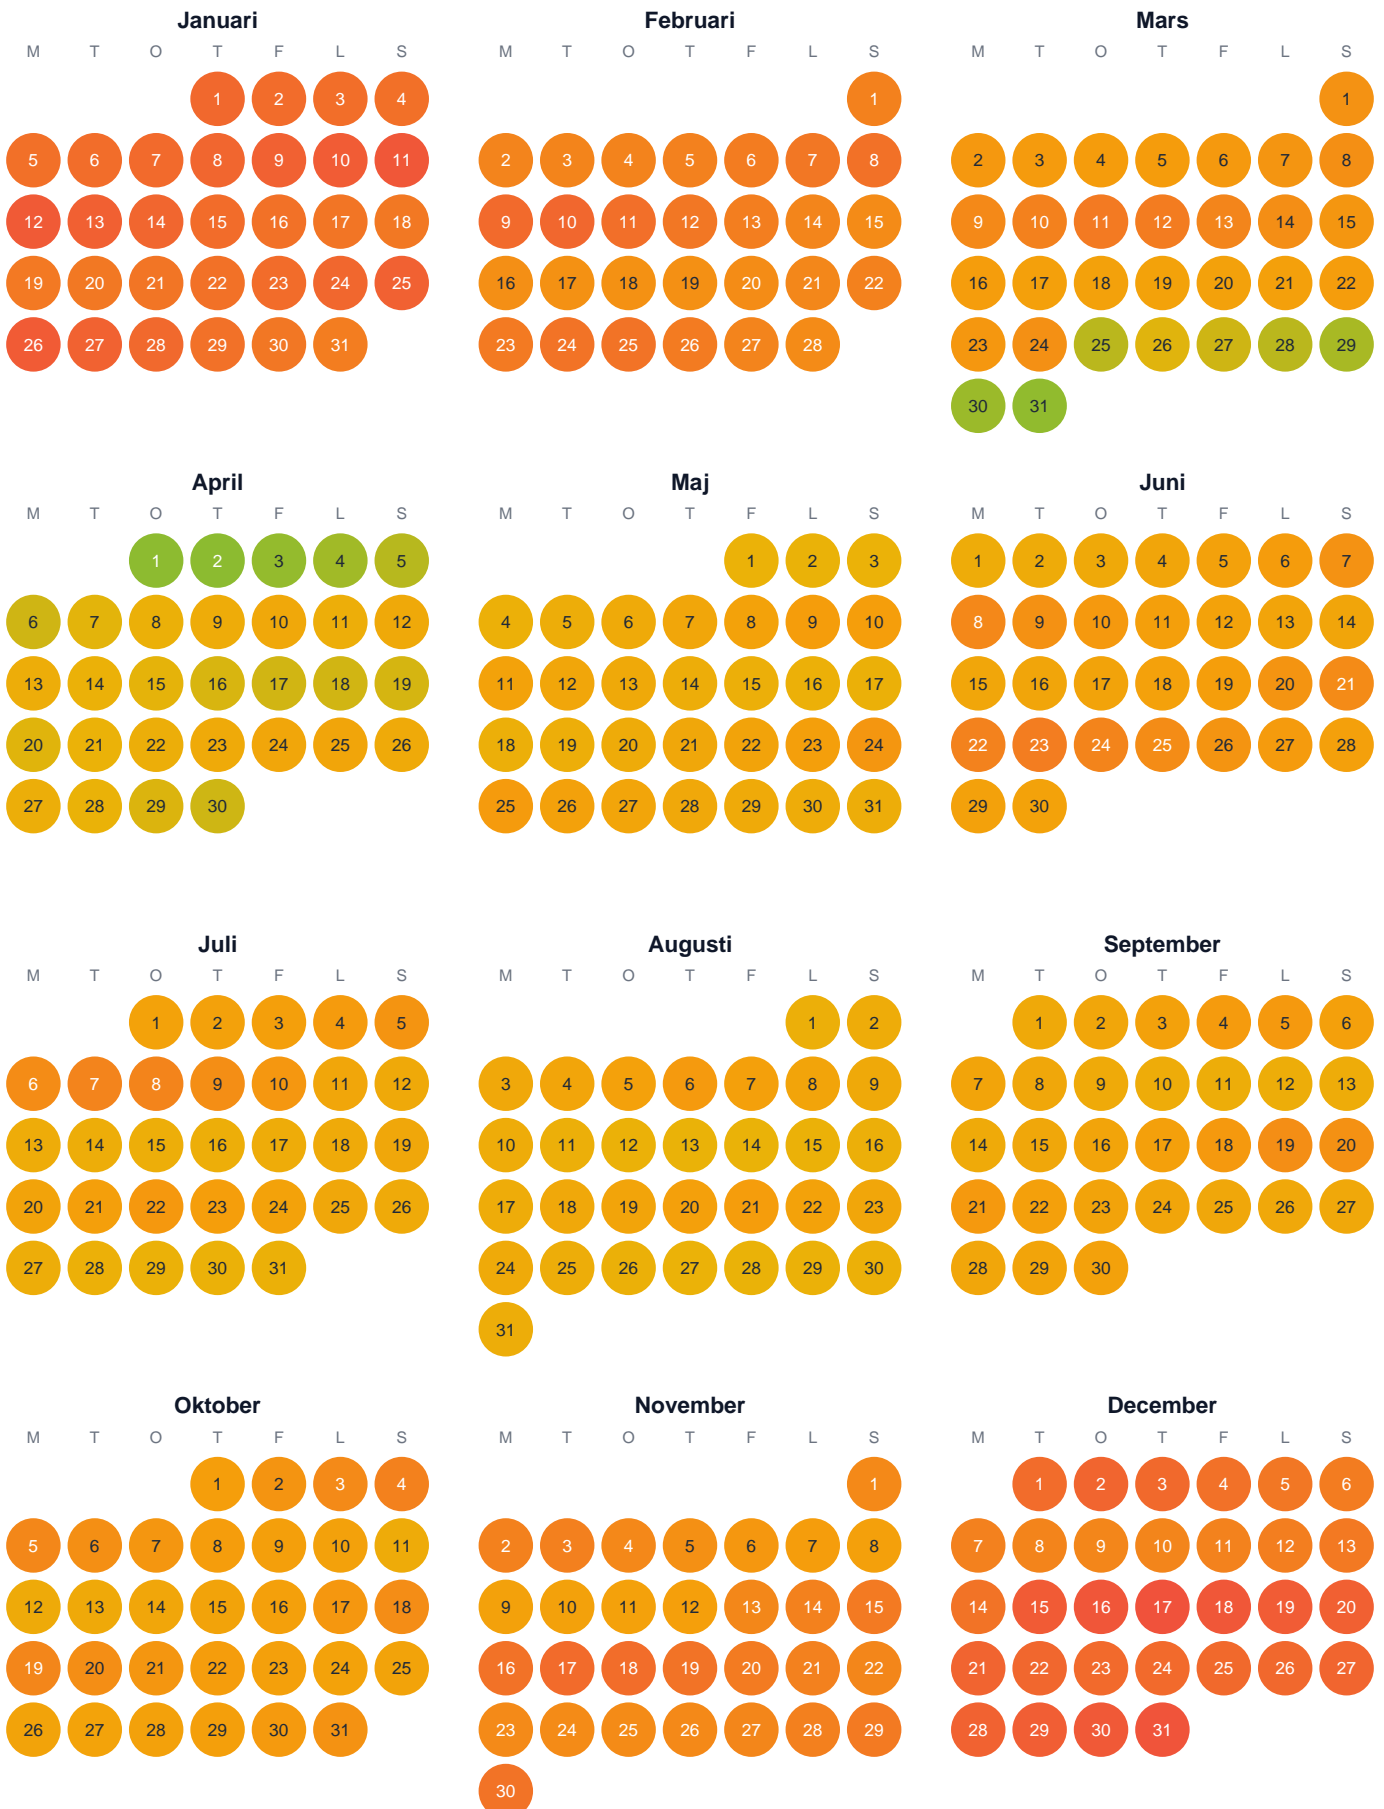 Januari Februari Mars
M T O T F L S M T O T F L S M T O T F L S
1 2 3 4 1 1
5 6 7 8 9 10 11 2 3 4 5 6 7 8 2 3 4 5 6 7 8
12 13 14 15 16 17 18 9 10 11 12 13 14 15 9 10 11 12 13 14 15
19 20 21 22 23 24 25 16 17 18 19 20 21 22 16 17 18 19 20 21 22
26 27 28 29 30 31 23 24 25 26 27 28 23 24 25 26 27 28 29
30 31
April Maj Juni
M T O T F L S M T O T F L S M T O T F L S
1 2 3 4 5 1 2 3 1 2 3 4 5 6 7
6 7 8 9 10 11 12 4 5 6 7 8 9 10 8 9 10 11 12 13 14
13 14 15 16 17 18 19 11 12 13 14 15 16 17 15 16 17 18 19 20 21
20 21 22 23 24 25 26 18 19 20 21 22 23 24 22 23 24 25 26 27 28
27 28 29 30 25 26 27 28 29 30 31 29 30
Juli Augusti September
M T O T F L S M T O T F L S M T O T F L S
1 2 3 4 5 1 2 1 2 3 4 5 6
6 7 8 9 10 11 12 3 4 5 6 7 8 9 7 8 9 10 11 12 13
13 14 15 16 17 18 19 10 11 12 13 14 15 16 14 15 16 17 18 19 20
20 21 22 23 24 25 26 17 18 19 20 21 22 23 21 22 23 24 25 26 27
27 28 29 30 31 24 25 26 27 28 29 30 28 29 30
31
Oktober November December
M T O T F L S M T O T F L S M T O T F L S
1 2 3 4 1 1 2 3 4 5 6
5 6 7 8 9 10 11 2 3 4 5 6 7 8 7 8 9 10 11 12 13
12 13 14 15 16 17 18 9 10 11 12 13 14 15 14 15 16 17 18 19 20
19 20 21 22 23 24 25 16 17 18 19 20 21 22 21 22 23 24 25 26 27
26 27 28 29 30 31 23 24 25 26 27 28 29 28 29 30 31
30